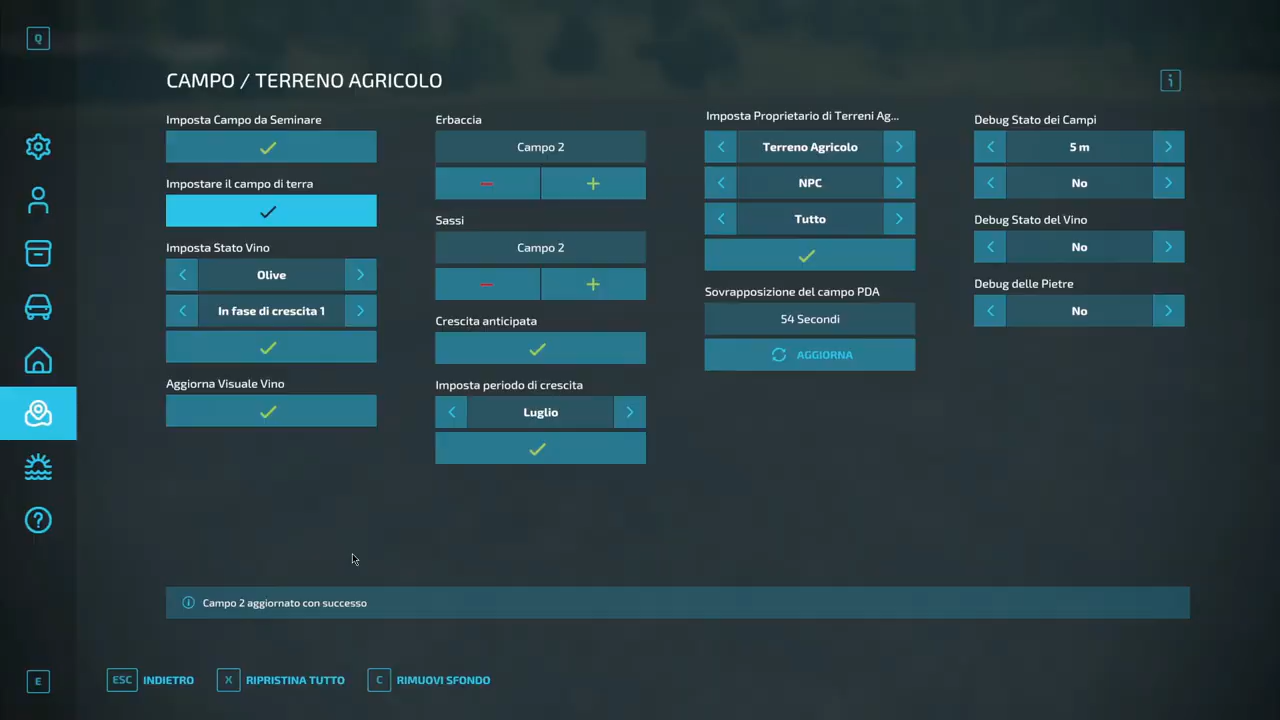 Q
CAMPO / TERRENO AGRICOLO
i
Imposta Campo da Seminare
Impostare il campo di terra
Imposta Stato Vino
Olive
In fase di crescita 1
Aggiorna Visuale Vino
Erbaccia
Campo 2
Sassi
Campo 2
Crescita anticipata
Imposta periodo di crescita
Luglio
Imposta Proprietario di Terreni Ag...
Terreno Agricolo
NPC
Tutto
Sovrapposizione del campo PDA
54 Secondi
AGGIORNA
Debug Stato dei Campi
5 m
No
Debug Stato del Vino
No
Debug delle Pietre
No
Campo 2 aggiornato con successo
E
ESC INDIETRO X RIPRISTINA TUTTO C RIMUOVI SFONDO